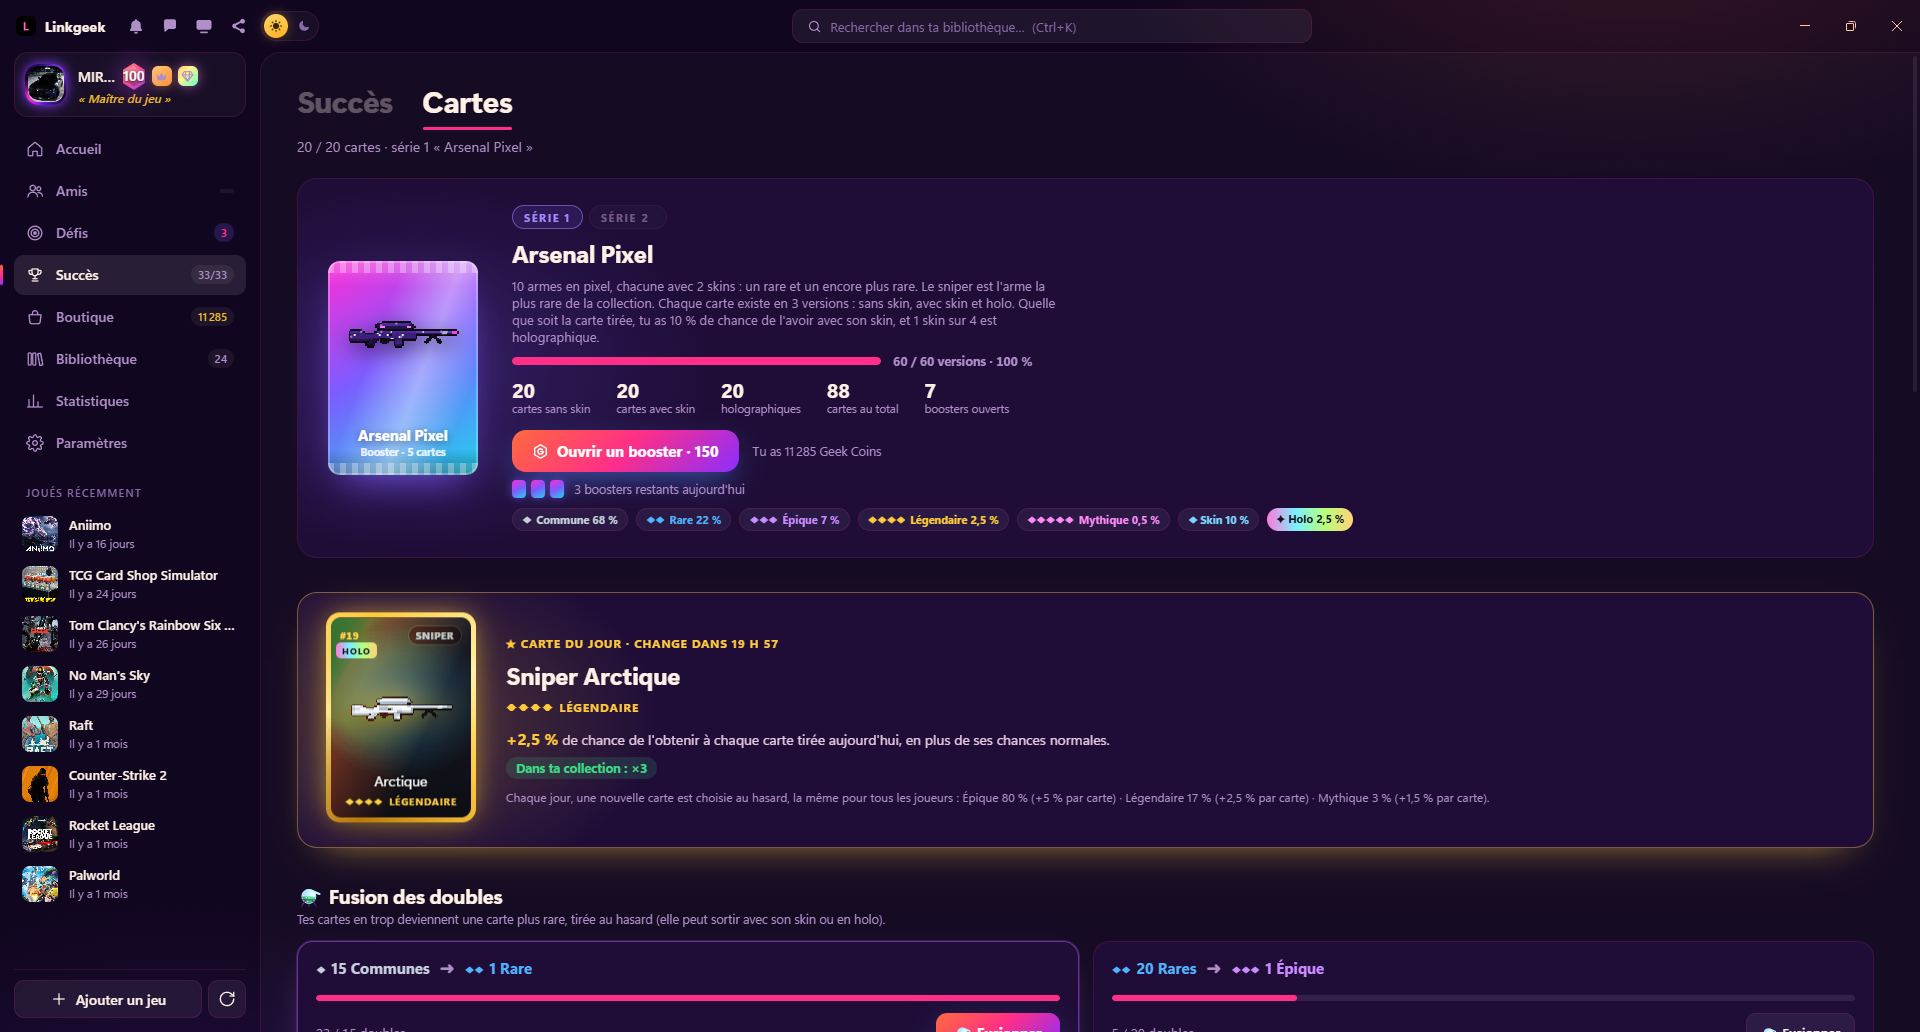 L Linkgeek
Rechercher dans ta bibliothèque... (Ctrl+K)
MIR... 100
« Maître du jeu »
Accueil
Amis
Défis 3
Succès 33/33
Boutique 11 285
Bibliothèque 24
Statistiques
Paramètres
JOUÉS RÉCEMMENT
Aniimo
Il y a 16 jours
TCG Card Shop Simulator
Il y a 24 jours
Tom Clancy's Rainbow Six ...
Il y a 26 jours
No Man's Sky
Il y a 29 jours
Raft
Il y a 1 mois
Counter-Strike 2
Il y a 1 mois
Rocket League
Il y a 1 mois
Palworld
Il y a 1 mois
+ Ajouter un jeu
Succès Cartes
20 / 20 cartes · série 1 « Arsenal Pixel »
Arsenal Pixel
Booster · 5 cartes
SÉRIE 1 SÉRIE 2
Arsenal Pixel
10 armes en pixel, chacune avec 2 skins : un rare et un encore plus rare. Le sniper est l'arme la
plus rare de la collection. Chaque carte existe en 3 versions : sans skin, avec skin et holo. Quelle
que soit la carte tirée, tu as 10 % de chance de l'avoir avec son skin, et 1 skin sur 4 est
holographique.
60 / 60 versions · 100 %
20 20 20 88 7
cartes sans skin cartes avec skin holographiques cartes au total boosters ouverts
Ouvrir un booster · 150 Tu as 11 285 Geek Coins
3 boosters restants aujourd'hui
Commune 68 % Rare 22 % Épique 7 % Légendaire 2,5 % Mythique 0,5 % Skin 10 % Holo 2,5 %
#19 SNIPER
HOLO
Arctique
LÉGENDAIRE
★ CARTE DU JOUR · CHANGE DANS 19 H 57
Sniper Arctique
LÉGENDAIRE
+2,5 % de chance de l'obtenir à chaque carte tirée aujourd'hui, en plus de ses chances normales.
Dans ta collection : ×3
Chaque jour, une nouvelle carte est choisie au hasard, la même pour tous les joueurs : Épique 80 % (+5 % par carte) · Légendaire 17 % (+2,5 % par carte) · Mythique 3 % (+1,5 % par carte).
Fusion des doubles
Tes cartes en trop deviennent une carte plus rare, tirée au hasard (elle peut sortir avec son skin ou en holo).
15 Communes → 1 Rare
20 Rares → 1 Épique